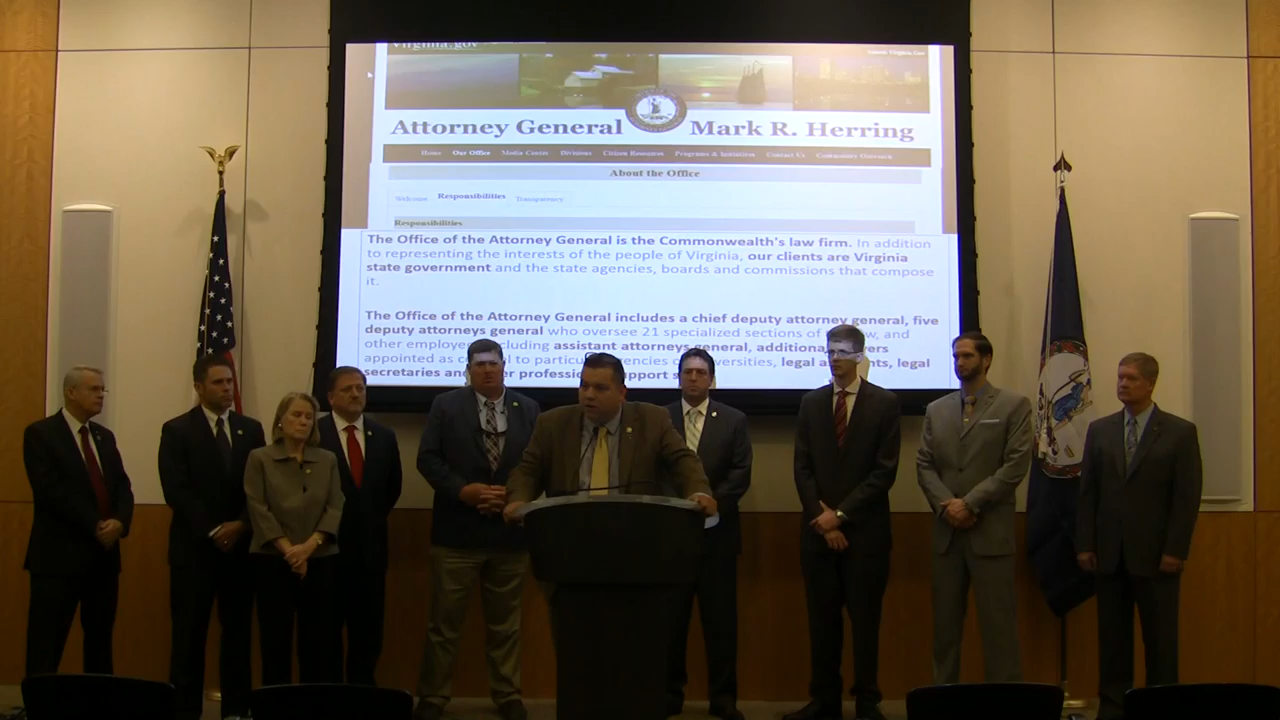 Virginia.gov
Attorney General Mark R. Herring
Home Our Office Media Center Divisions Citizen Resources Programs & Initiatives Contact Us Community Outreach
About the Office
Welcome Responsibilities Transparency
Responsibilities
The Office of the Attorney General is the Commonwealth's law firm. In addition
to representing the interests of the people of Virginia, our clients are Virginia
state government and the state agencies, boards and commissions that compose
it.
The Office of the Attorney General includes a chief deputy attorney general, five
deputy attorneys general who oversee 21 specialized sections of and
other including assistant attorneys general,
appointed as to legal
secretaries and